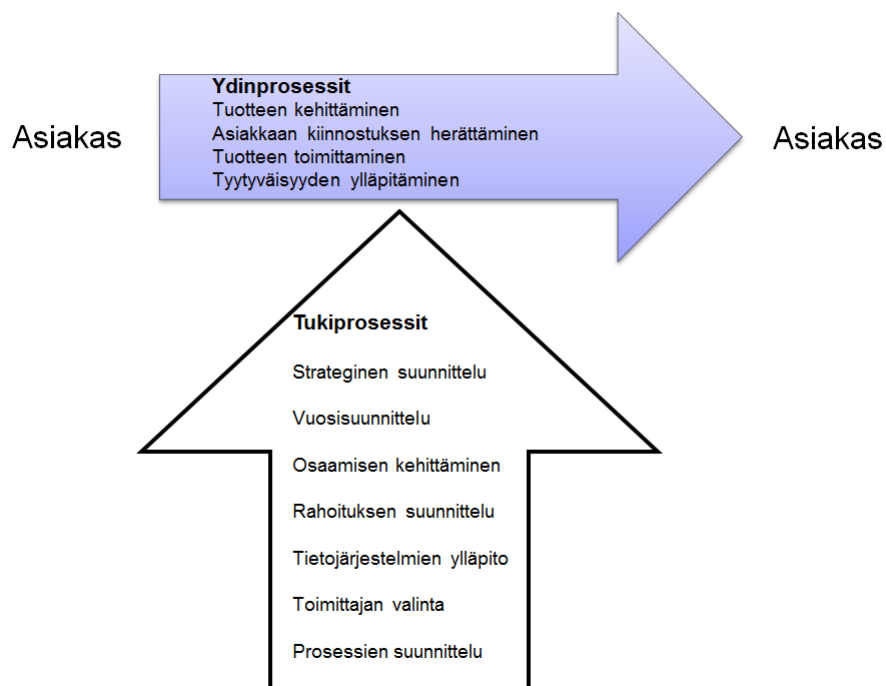 Ydinprosessit
Tuotteen kehittäminen
Asiakkaan kiinnostuksen herättäminen
Tuotteen toimittaminen
Tyytyväisyyden ylläpitäminen
Asiakas
Asiakas
Tukiprosessit
Strateginen suunnittelu
Vuosisuunnittelu
Osaamisen kehittäminen
Rahoituksen suunnittelu
Tietojärjestelmien ylläpito
Toimittajan valinta
Prosessien suunnittelu